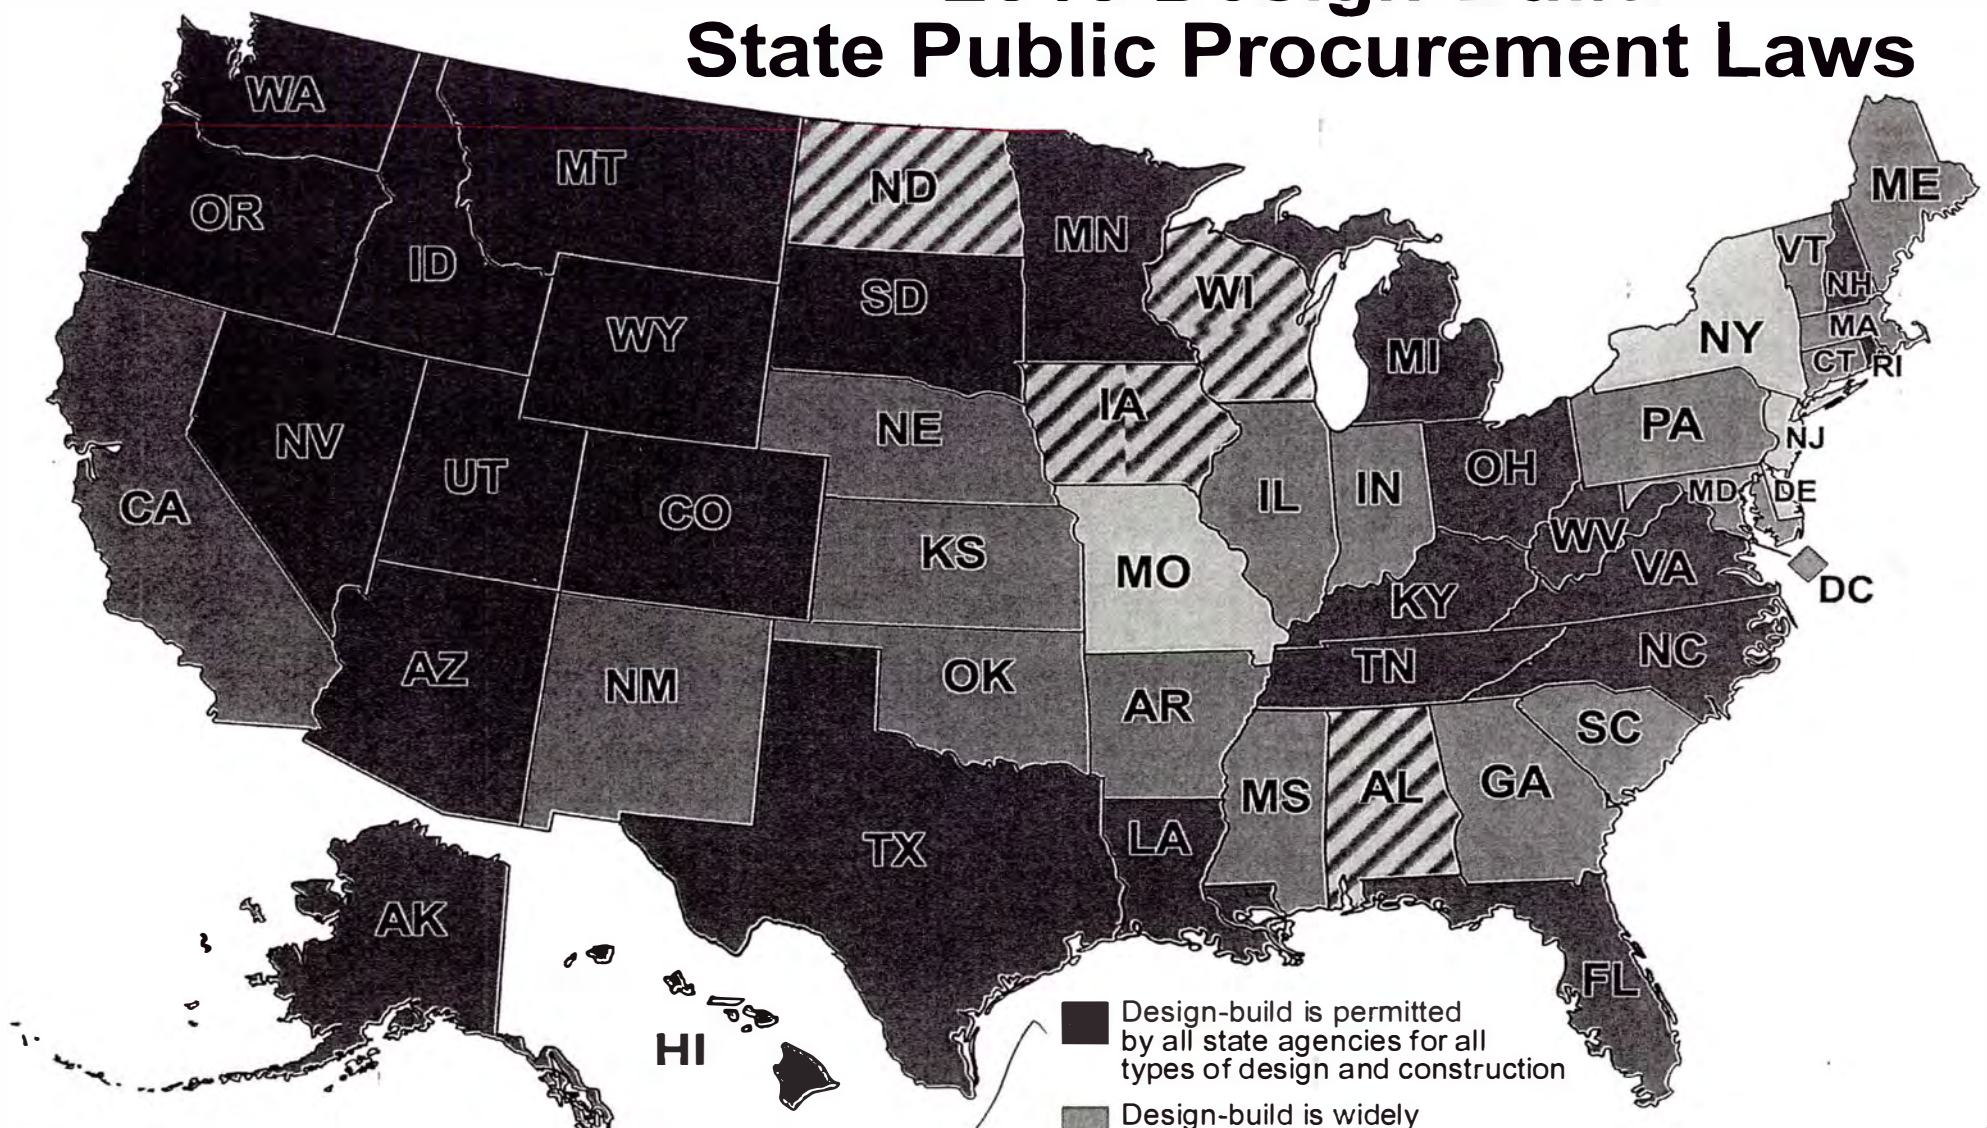 State Public Procurement Laws
WA
MT
ND
MN
ME
OR
ID
SD
WI
VT
NH
WY
MI
NY
MA
CT
RI
NV
NE
IA
PA
NJ
CA
UT
CO
IL
IN
OH
MD
DE
KS
MO
WV
VA
DC
KY
AZ
NM
OK
AR
TN
NC
SC
TX
LA
MS
AL
GA
AK
FL
HI
Design-build is permitted
by all state agencies for all
types of design and construction
Design-build is widely